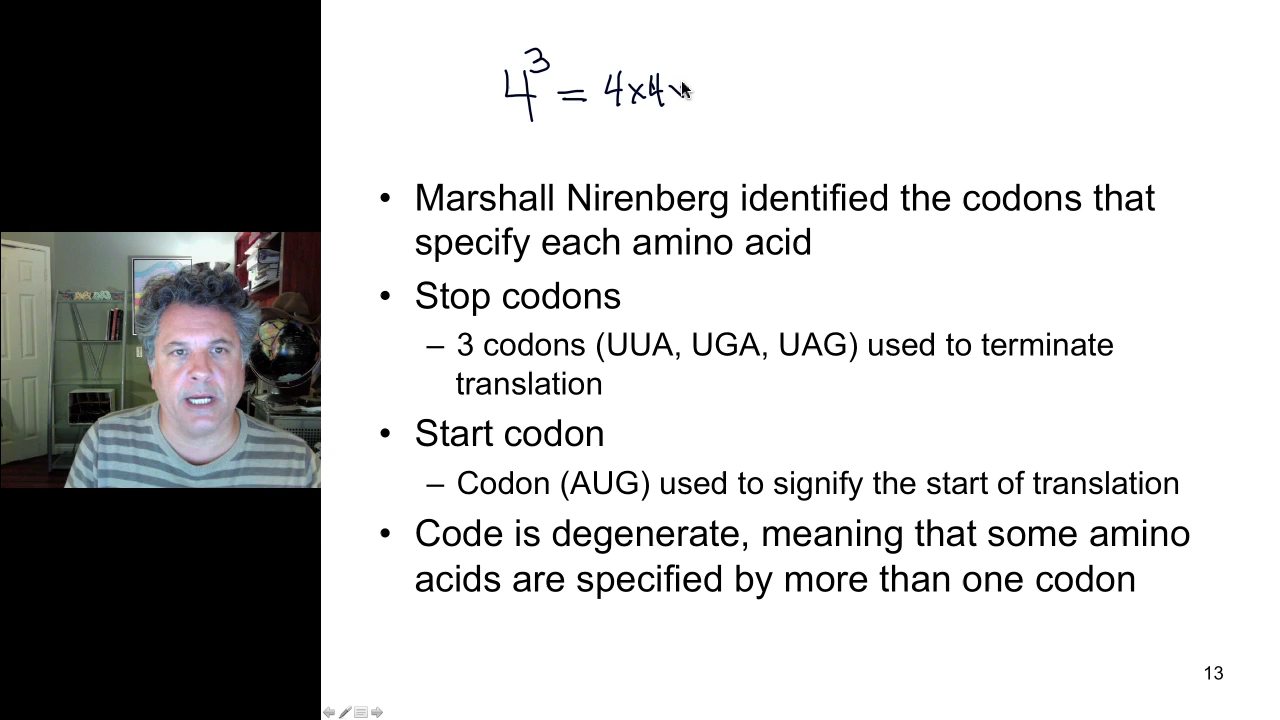 4³ = 4x4x
• Marshall Nirenberg identified the codons that
specify each amino acid
• Stop codons
– 3 codons (UUA, UGA, UAG) used to terminate
translation
• Start codon
– Codon (AUG) used to signify the start of translation
• Code is degenerate, meaning that some amino
acids are specified by more than one codon
13